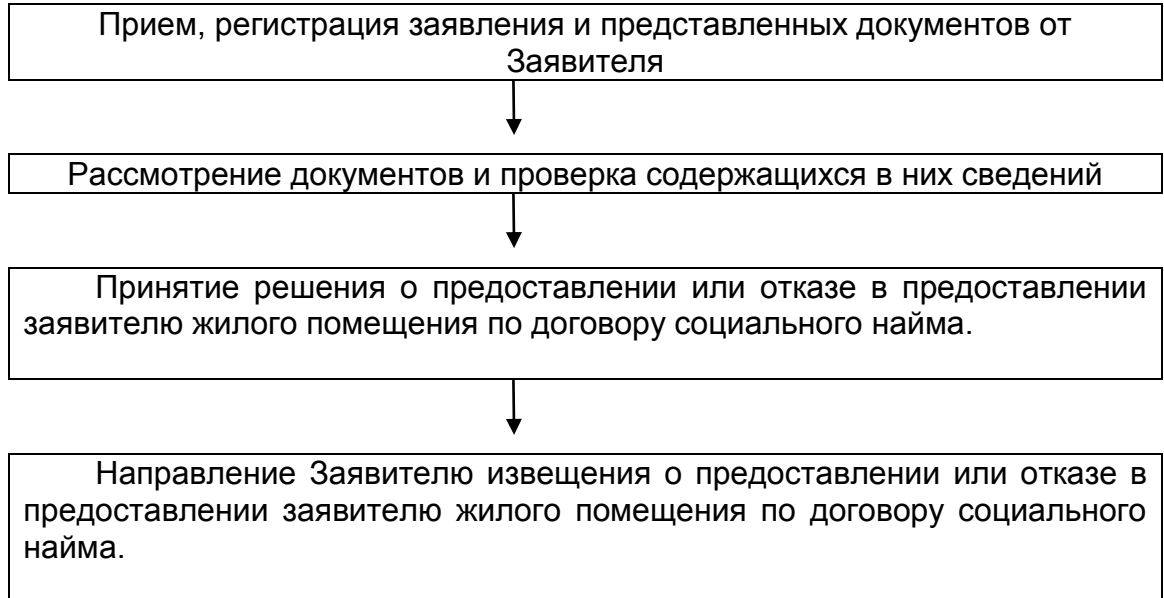 Прием, регистрация заявления и представленных документов от
Заявителя
Рассмотрение документов и проверка содержащихся в них сведений
Принятие решения о предоставлении или отказе в предоставлении
заявителю жилого помещения по договору социального найма.
Направление Заявителю извещения о предоставлении или отказе в
предоставлении заявителю жилого помещения по договору социального
найма.